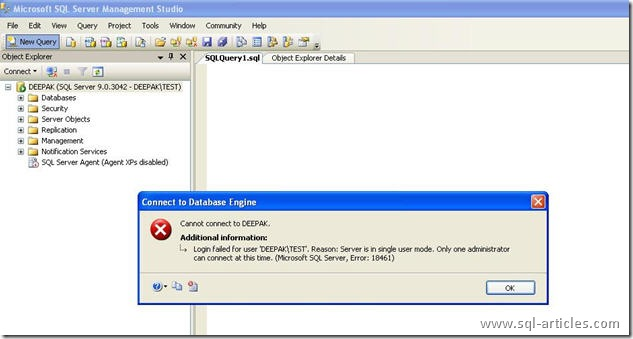 Microsoft SQL Server Management Studio
File Edit View Query Project Tools Window Community Help
New Query
Object Explorer
Connect
SQLQuery1.sql Object Explorer Details
DEEPAK (SQL Server 9.0.3042 - DEEPAK\TEST)
Databases
Security
Server Objects
Replication
Management
Notification Services
SQL Server Agent (Agent XPs disabled)
Connect to Database Engine
Cannot connect to DEEPAK.
Additional information:
Login failed for user 'DEEPAK\TEST'. Reason: Server is in single user mode. Only one administrator
can connect at this time. (Microsoft SQL Server, Error: 18461)
OK
www.sql-articles.com